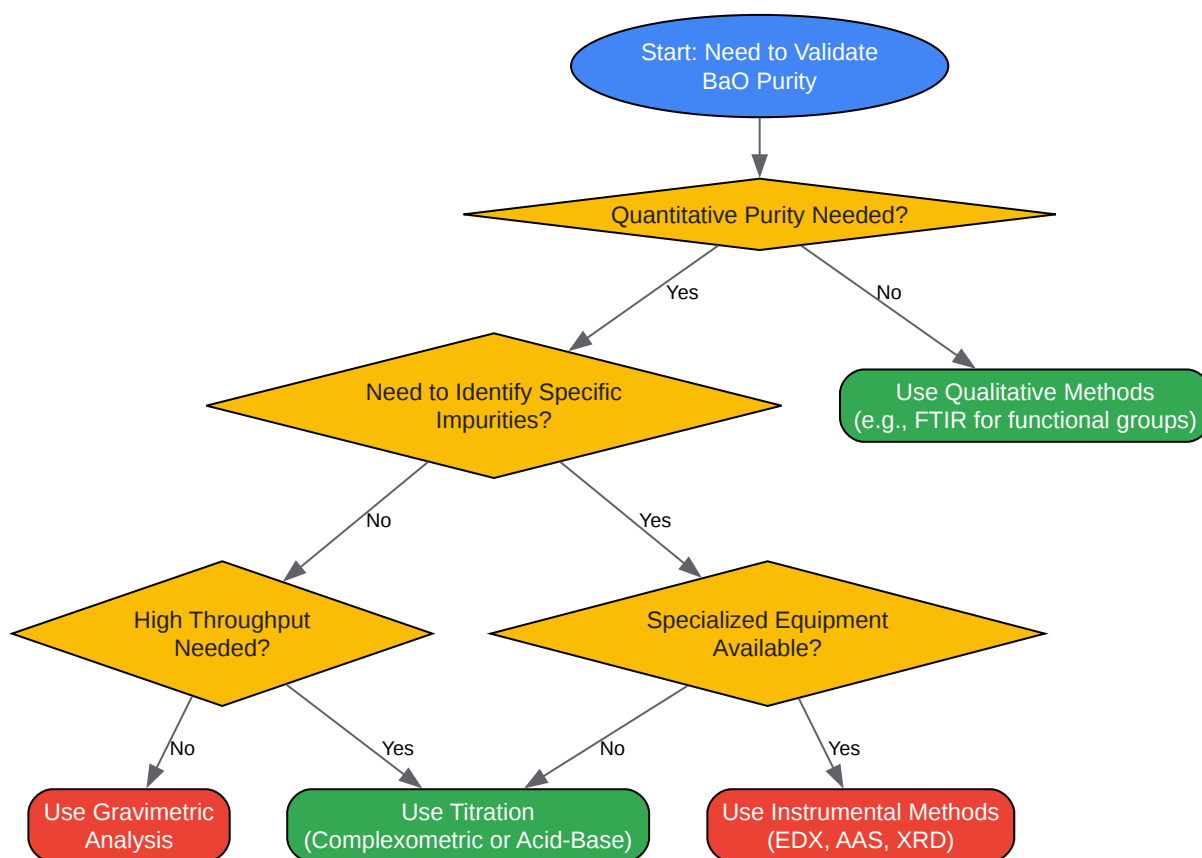 Start: Need to Validate
BaO Purity
Quantitative Purity Needed?
Yes
No
Need to Identify Specific
Impurities?
Use Qualitative Methods
(e.g., FTIR for functional groups)
No
Yes
High Throughput
Needed?
Specialized Equipment
Available?
No
Yes
No
Yes
Use Gravimetric
Analysis
Use Titration
(Complexometric or Acid-Base)
Use Instrumental Methods
(EDX, AAS, XRD)